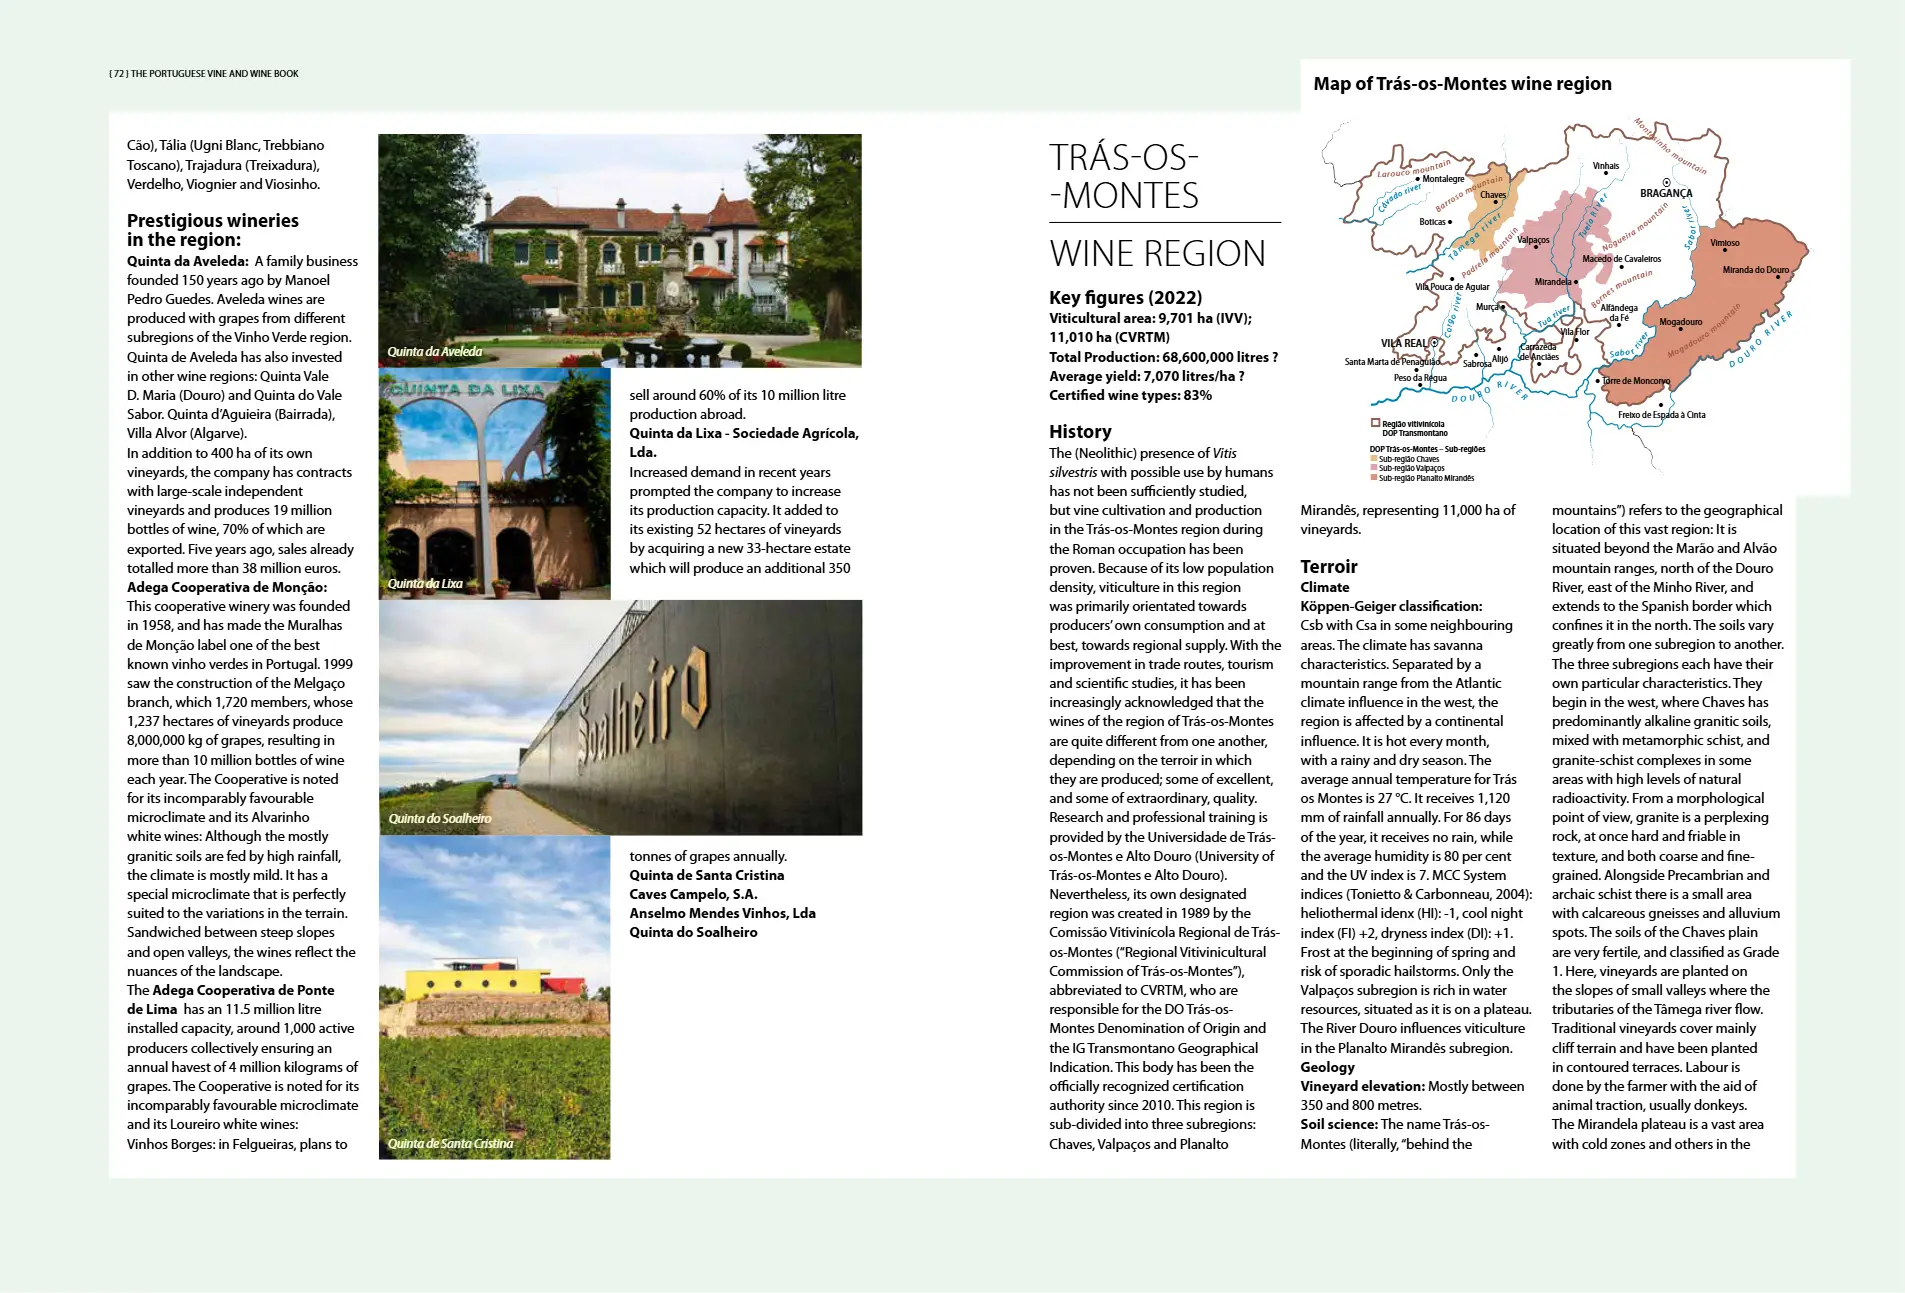 { 72 } THE PORTUGUESE VINE AND WINE BOOK
Cão), Tália (Ugni Blanc, Trebbiano
Toscano), Trajadura (Treixadura),
Verdelho, Viognier and Viosinho.
Prestigious wineries
in the region:
Quinta da Aveleda: A family business
founded 150 years ago by Manoel
Pedro Guedes. Aveleda wines are
produced with grapes from different
subregions of the Vinho Verde region.
Quinta de Aveleda has also invested
in other wine regions: Quinta Vale
D. Maria (Douro) and Quinta do Vale
Sabor. Quinta d’Aguieira (Bairrada),
Villa Alvor (Algarve).
In addition to 400 ha of its own
vineyards, the company has contracts
with large-scale independent
vineyards and produces 19 million
bottles of wine, 70% of which are
exported. Five years ago, sales already
totalled more than 38 million euros.
Adega Cooperativa de Monção:
This cooperative winery was founded
in 1958, and has made the Muralhas
de Monção label one of the best
known vinho verdes in Portugal. 1999
saw the construction of the Melgaço
branch, which 1,720 members, whose
1,237 hectares of vineyards produce
8,000,000 kg of grapes, resulting in
more than 10 million bottles of wine
each year. The Cooperative is noted
for its incomparably favourable
microclimate and its Alvarinho
white wines: Although the mostly
granitic soils are fed by high rainfall,
the climate is mostly mild. It has a
special microclimate that is perfectly
suited to the variations in the terrain.
Sandwiched between steep slopes
and open valleys, the wines reflect the
nuances of the landscape.
The Adega Cooperativa de Ponte
de Lima has an 11.5 million litre
installed capacity, around 1,000 active
producers collectively ensuring an
annual havest of 4 million kilograms of
grapes. The Cooperative is noted for its
incomparably favourable microclimate
and its Loureiro white wines:
Vinhos Borges: in Felgueiras, plans to
Quinta da Aveleda
QUINTA DA LIXA
Quinta da Lixa
sell around 60% of its 10 million litre
production abroad.
Quinta da Lixa - Sociedade Agrícola,
Lda.
Increased demand in recent years
prompted the company to increase
its production capacity. It added to
its existing 52 hectares of vineyards
by acquiring a new 33-hectare estate
which will produce an additional 350
Soalheiro
Quinta do Soalheiro
tonnes of grapes annually.
Quinta de Santa Cristina
Caves Campelo, S.A.
Anselmo Mendes Vinhos, Lda
Quinta do Soalheiro
Quinta de Santa Cristina
TRÁS-OS-
-MONTES
WINE REGION
Key figures (2022)
Viticultural area: 9,701 ha (IVV);
11,010 ha (CVRTM)
Total Production: 68,600,000 litres ?
Average yield: 7,070 litres/ha ?
Certified wine types: 83%
History
The (Neolithic) presence of Vitis
silvestris with possible use by humans
has not been sufficiently studied,
but vine cultivation and production
in the Trás-os-Montes region during
the Roman occupation has been
proven. Because of its low population
density, viticulture in this region
was primarily orientated towards
producers’ own consumption and at
best, towards regional supply. With the
improvement in trade routes, tourism
and scientific studies, it has been
increasingly acknowledged that the
wines of the region of Trás-os-Montes
are quite different from one another,
depending on the terroir in which
they are produced; some of excellent,
and some of extraordinary, quality.
Research and professional training is
provided by the Universidade de Trás-
os-Montes e Alto Douro (University of
Trás-os-Montes e Alto Douro).
Nevertheless, its own designated
region was created in 1989 by the
Comissão Vitivinícola Regional de Trás-
os-Montes (“Regional Vitivinicultural
Commission of Trás-os-Montes”),
abbreviated to CVRTM, who are
responsible for the DO Trás-os-
Montes Denomination of Origin and
the IG Transmontano Geographical
Indication. This body has been the
officially recognized certification
authority since 2010. This region is
sub-divided into three subregions:
Chaves, Valpaços and Planalto
Map of Trás-os-Montes wine region
Montesinho mountain
Larouco mountain
Montalegre
Cávado river
Barroso mountain
Chaves
Vinhais
BRAGANÇA
Boticas
Tâmega river
Tuela River
Nogueira mountain
Sabor river
Valpaços
Padrela mountain
Vimioso
Macedo de Cavaleiros
Miranda do Douro
Vila Pouca de Aguiar
Mirandela
Bornes mountain
Murça
Corgo river
Tua river
Alfândega
da Fé
Mogadouro
Mogadouro mountain
DOURO RIVER
Vila Flor
VILA REAL
Sabor river
Santa Marta de Penaguião
Sabrosa
Alijó
Carrazeda
de Anciães
Peso da Régua
Torre de Moncorvo
DOURO RIVER
Freixo de Espada à Cinta
Região vitivinícola
DOP Transmontano
DOP Trás-os-Montes – Sub-regiões
Sub-região Chaves
Sub-região Valpaços
Sub-região Planalto Mirandês
Mirandês, representing 11,000 ha of
vineyards.
Terroir
Climate
Köppen-Geiger classification:
Csb with Csa in some neighbouring
areas. The climate has savanna
characteristics. Separated by a
mountain range from the Atlantic
climate influence in the west, the
region is affected by a continental
influence. It is hot every month,
with a rainy and dry season. The
average annual temperature for Trás
os Montes is 27 °C. It receives 1,120
mm of rainfall annually. For 86 days
of the year, it receives no rain, while
the average humidity is 80 per cent
and the UV index is 7. MCC System
indices (Tonietto & Carbonneau, 2004):
heliothermal idenx (HI): -1, cool night
index (FI) +2, dryness index (DI): +1.
Frost at the beginning of spring and
risk of sporadic hailstorms. Only the
Valpaços subregion is rich in water
resources, situated as it is on a plateau.
The River Douro influences viticulture
in the Planalto Mirandês subregion.
Geology
Vineyard elevation: Mostly between
350 and 800 metres.
Soil science: The name Trás-os-
Montes (literally, “behind the
mountains”) refers to the geographical
location of this vast region: It is
situated beyond the Marão and Alvão
mountain ranges, north of the Douro
River, east of the Minho River, and
extends to the Spanish border which
confines it in the north. The soils vary
greatly from one subregion to another.
The three subregions each have their
own particular characteristics. They
begin in the west, where Chaves has
predominantly alkaline granitic soils,
mixed with metamorphic schist, and
granite-schist complexes in some
areas with high levels of natural
radioactivity. From a morphological
point of view, granite is a perplexing
rock, at once hard and friable in
texture, and both coarse and fine-
grained. Alongside Precambrian and
archaic schist there is a small area
with calcareous gneisses and alluvium
spots. The soils of the Chaves plain
are very fertile, and classified as Grade
1. Here, vineyards are planted on
the slopes of small valleys where the
tributaries of the Tâmega river flow.
Traditional vineyards cover mainly
cliff terrain and have been planted
in contoured terraces. Labour is
done by the farmer with the aid of
animal traction, usually donkeys.
The Mirandela plateau is a vast area
with cold zones and others in the